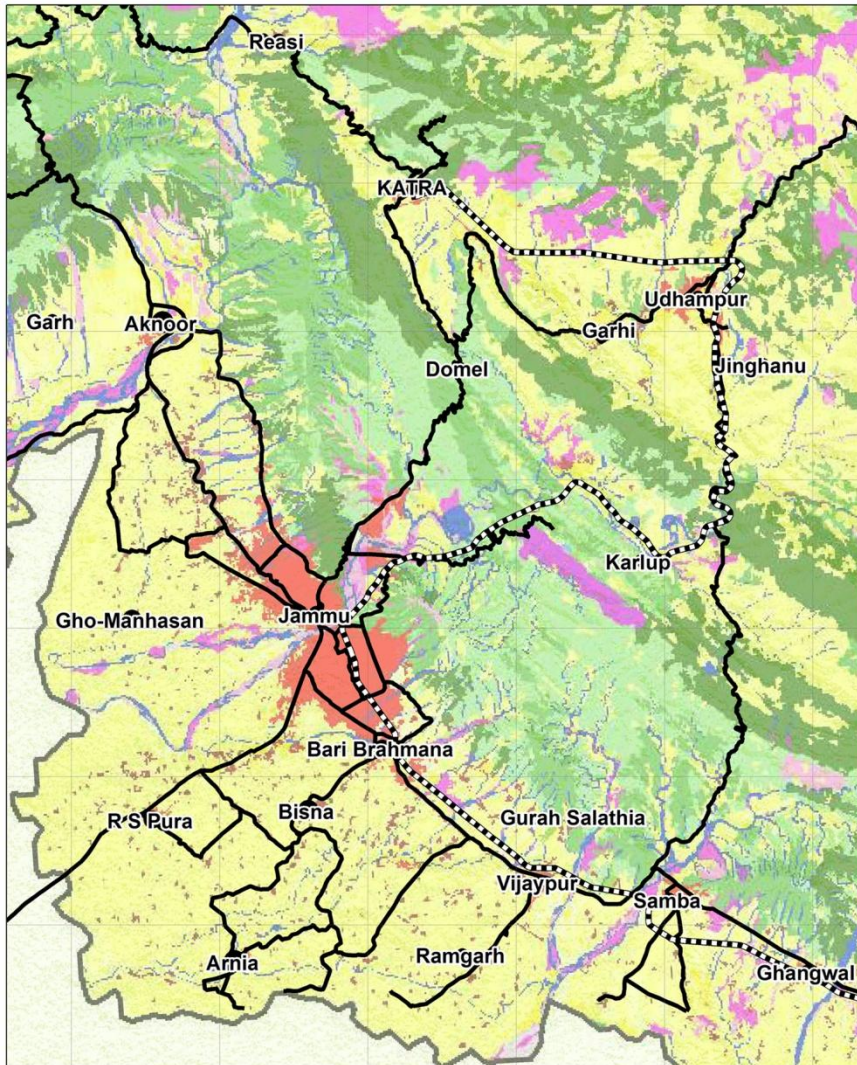 Reasi
KATRA
Udhampur
Garh
Aknoor
Garhi
Domel
Jinghanu
Karlup
Gho-Manhasan
Jammu
Bari Brahmana
R S Pura
Bisna
Gurah Salathia
Vijaypur
Samba
Arnia
Ramgarh
Ghangwal